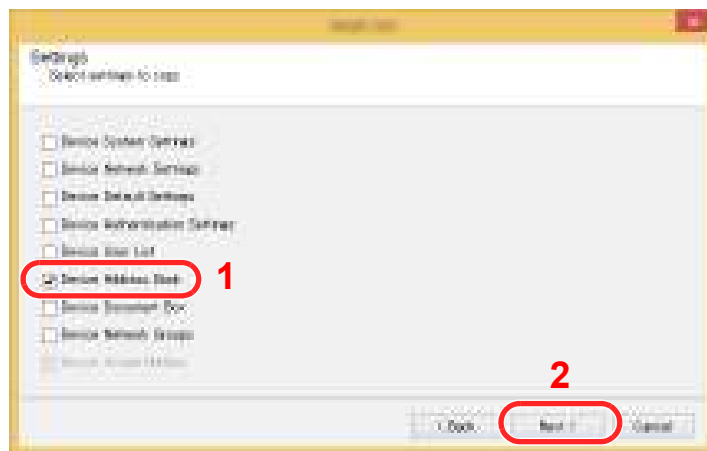 Settings
Select settings to copy
Device System Settings
Device Network Settings
Device Default Settings
Device Authentication Settings
Device User List
Device Address Book
1
Device Document Box
Device Network Groups
Device
2
< Back
Next >
Cancel